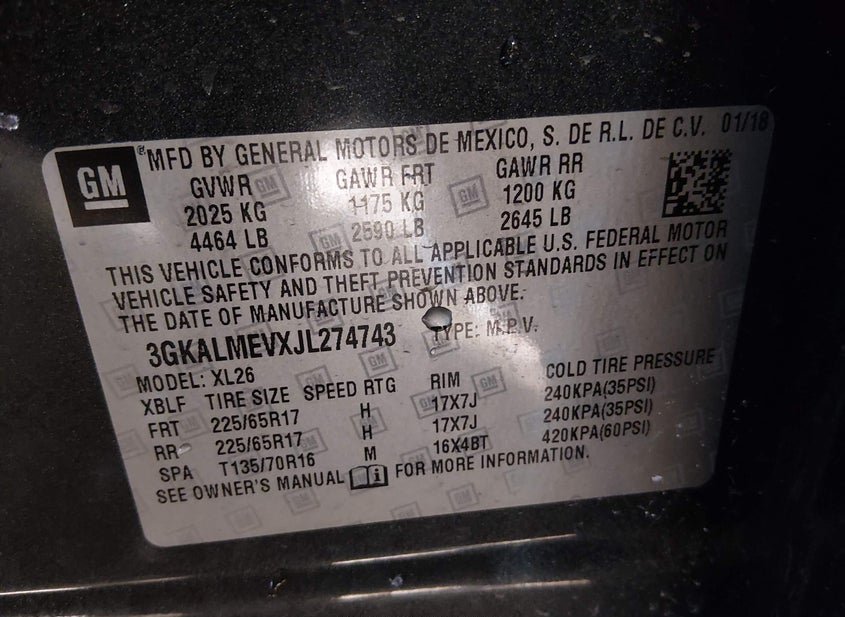 GM
MFD BY GENERAL MOTORS DE MEXICO, S. DE R.L. DE C.V. 01/18
GVWR GAWR FRT GAWR RR
2025 KG 1175 KG 1200 KG
4464 LB 2590 LB 2645 LB
THIS VEHICLE CONFORMS TO ALL APPLICABLE U.S. FEDERAL MOTOR
VEHICLE SAFETY AND THEFT PREVENTION STANDARDS IN EFFECT ON
THE DATE OF MANUFACTURE SHOWN ABOVE.
3GKALMEVXJL274743 TYPE: M.P.V.
MODEL: XL26
XBLF TIRE SIZE SPEED RTG RIM COLD TIRE PRESSURE
FRT 225/65R17 H 17X7J 240KPA(35PSI)
RR 225/65R17 H 17X7J 240KPA(35PSI)
SPA T135/70R16 M 16X4BT 420KPA(60PSI)
SEE OWNER'S MANUAL FOR MORE INFORMATION.